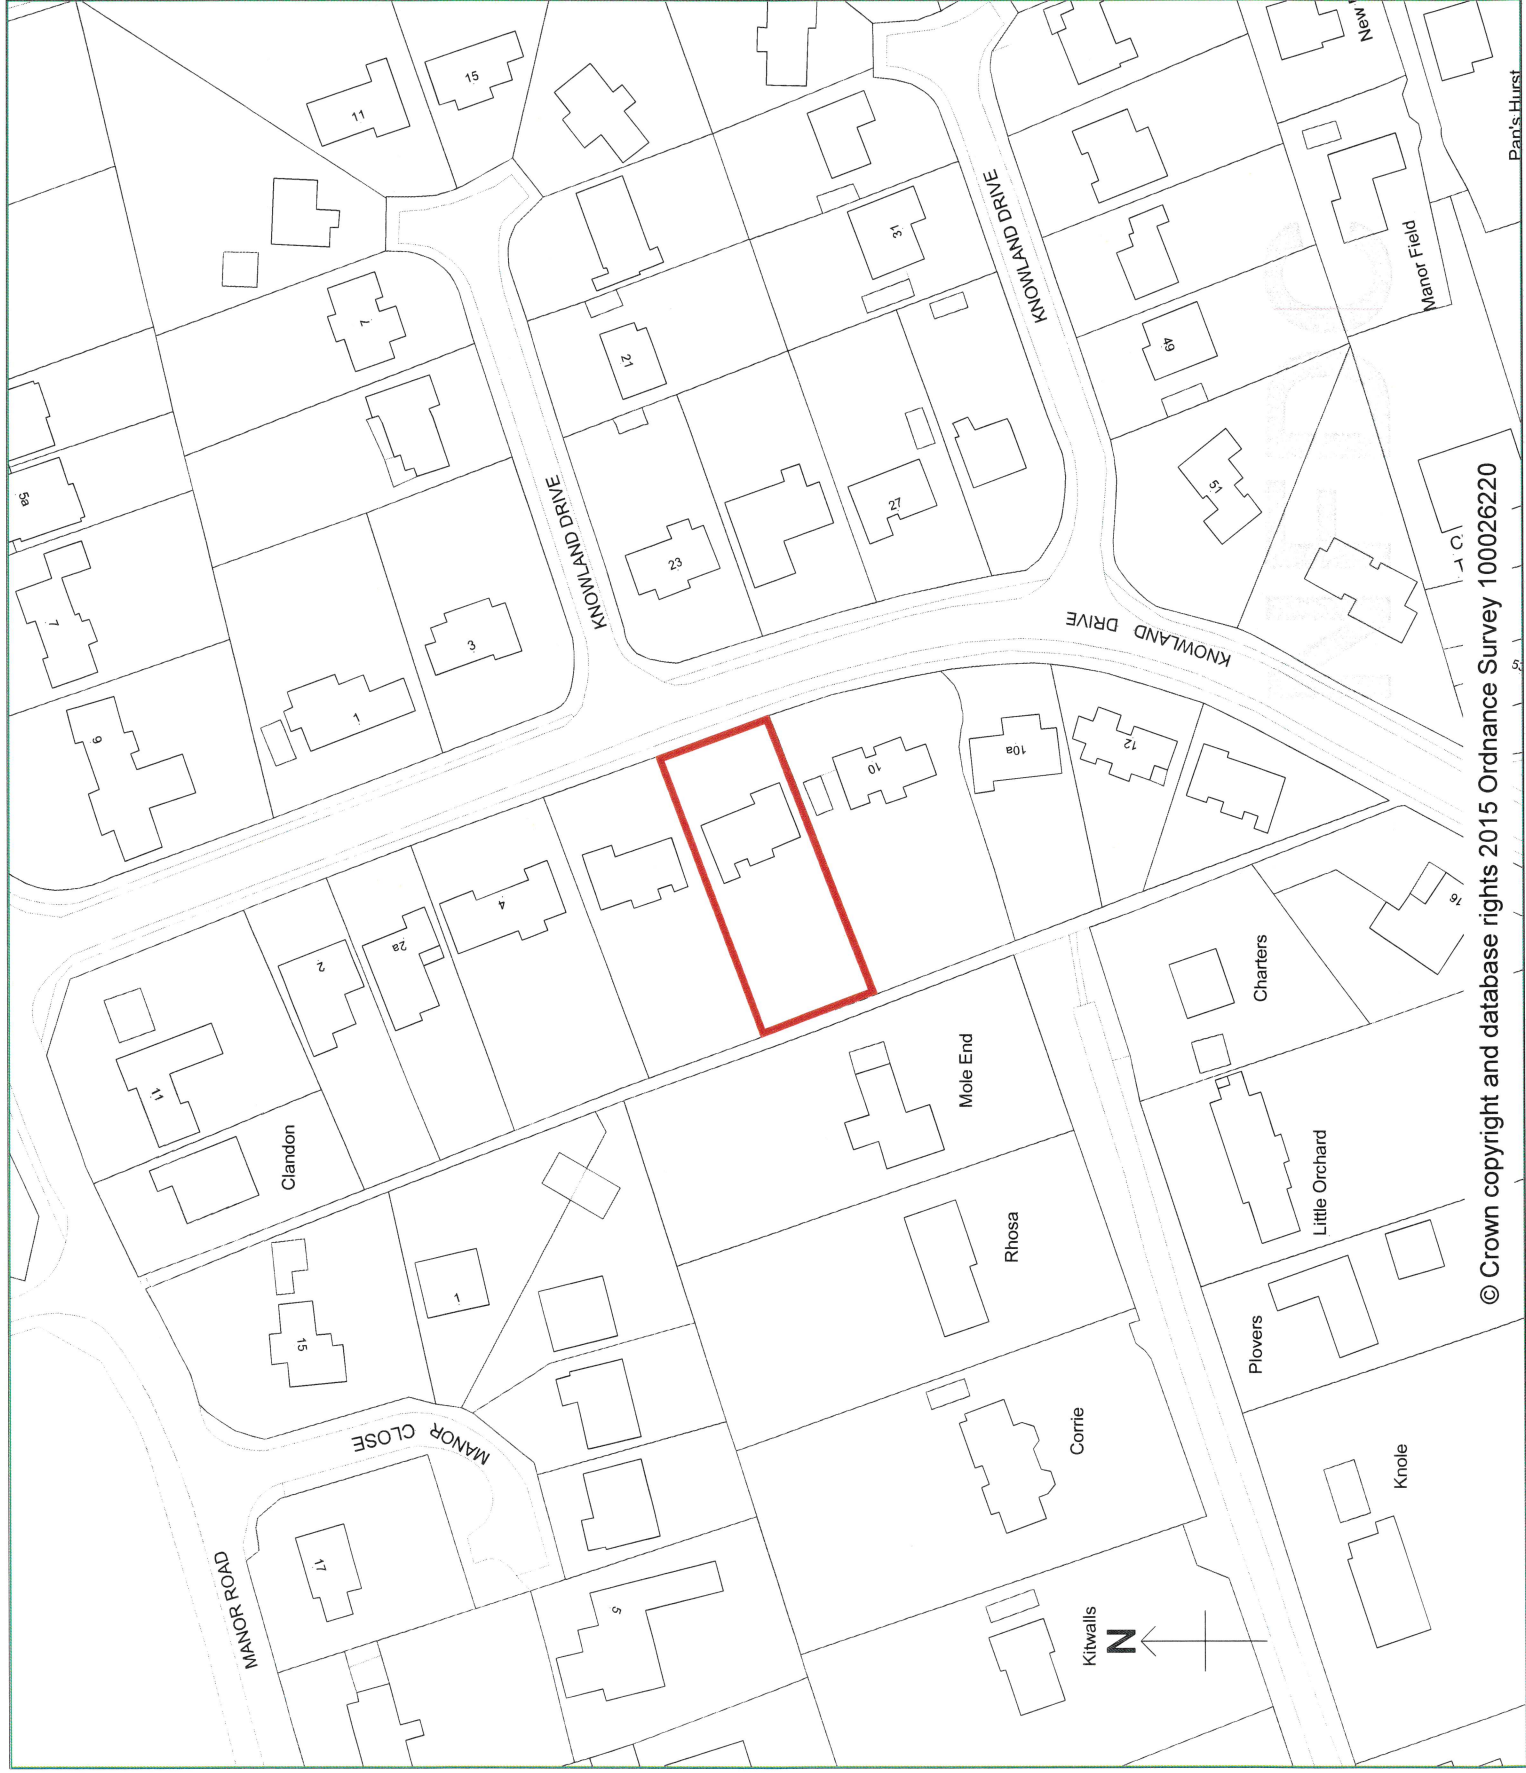 11
15
New
Pan's Hurst
7
5a
21
31
KNOWLAND DRIVE
Manor Field
49
7
KNOWLAND DRIVE
23
27
51
3
9
1
KNOWLAND DRIVE
10
10a
12
2
2a
4
16
Charters
11
Clandon
Mole End
Little Orchard
15
1
Rhosa
Plovers
MANOR CLOSE
Corrie
Knole
MANOR ROAD
17
5
Kitwalls
N
© Crown copyright and database rights 2015 Ordnance Survey 100026220